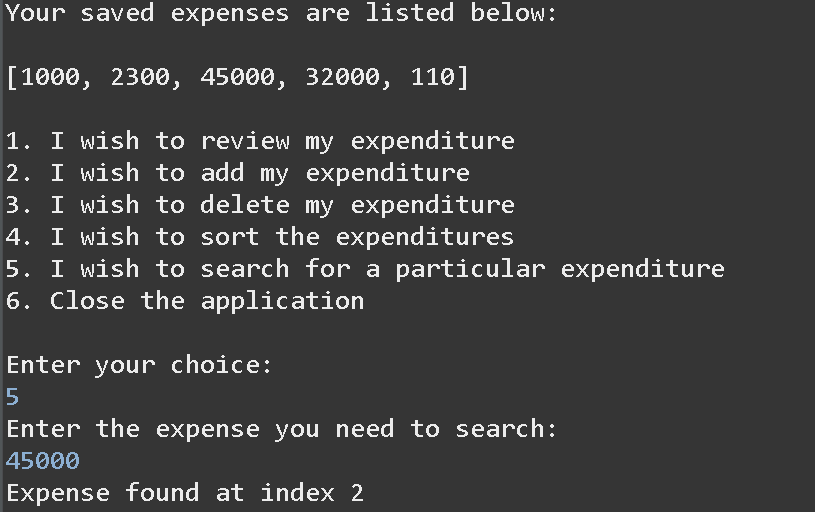 Your saved expenses are listed below:
[1000, 2300, 45000, 32000, 110]
1. I wish to review my expenditure
2. I wish to add my expenditure
3. I wish to delete my expenditure
4. I wish to sort the expenditures
5. I wish to search for a particular expenditure
6. Close the application
Enter your choice:
5
Enter the expense you need to search:
45000
Expense found at index 2